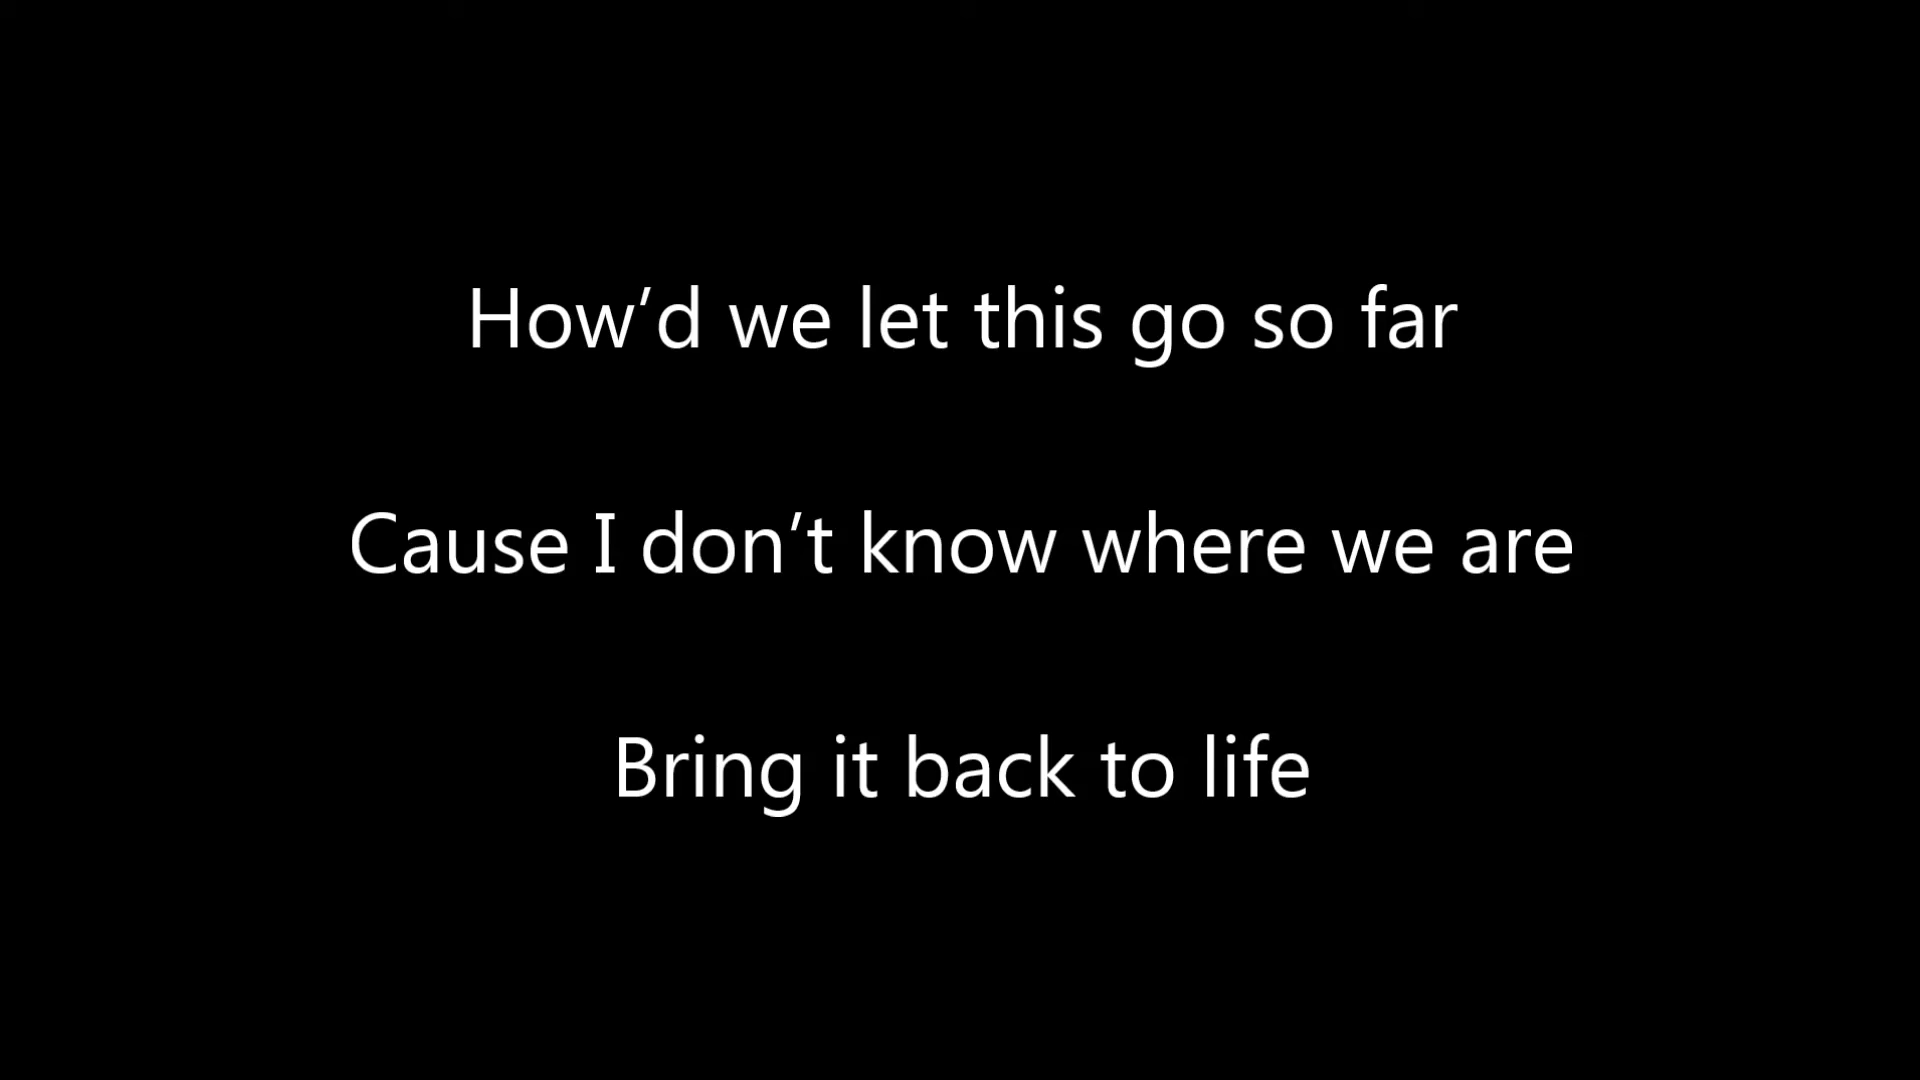 How’d we let this go so far
Cause I don’t know where we are
Bring it back to life